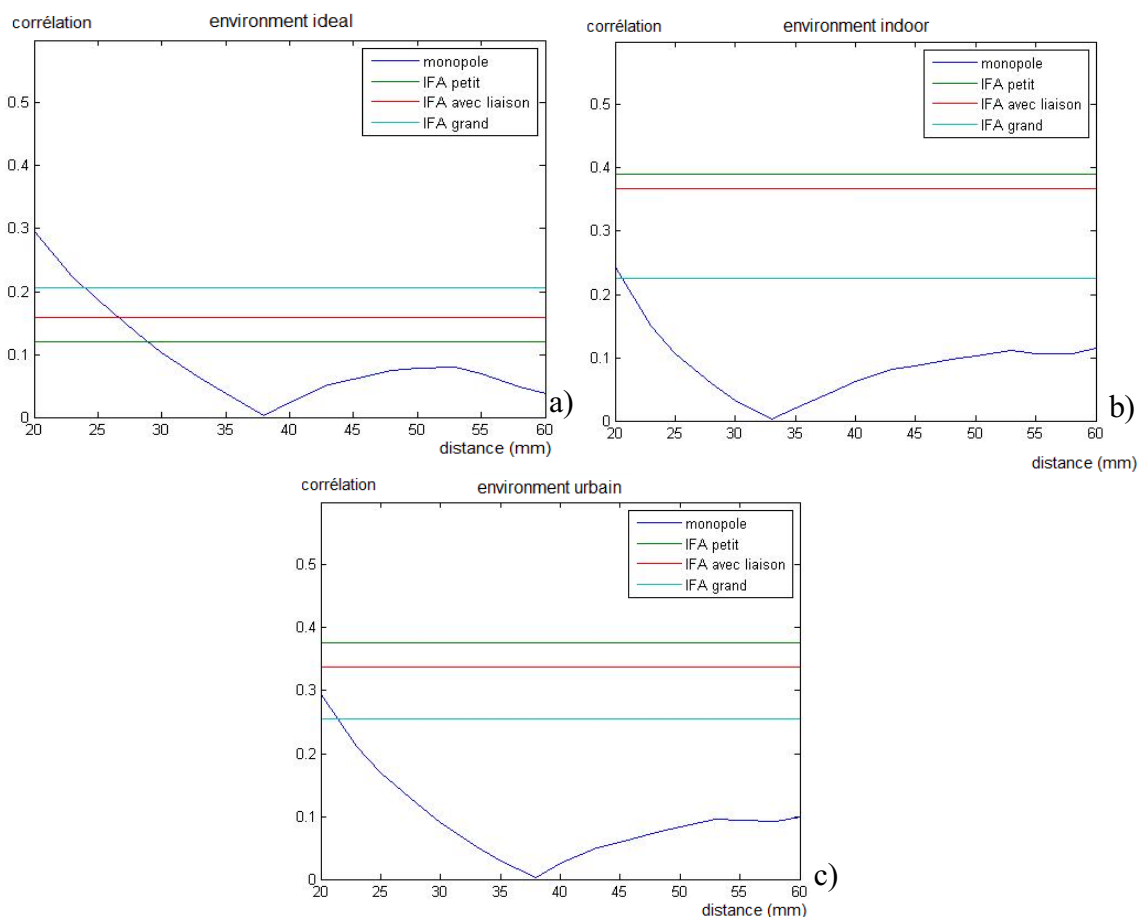 corrélation
environment ideal
monopole
IFA petit
IFA avec liaison
IFA grand
0.5
0.4
0.3
0.2
0.1
0
20 25 30 35 40 45 50 55 60
distance (mm)
a)
corrélation
environment indoor
monopole
IFA petit
IFA avec liaison
IFA grand
0.5
0.4
0.3
0.2
0.1
0
20 25 30 35 40 45 50 55 60
distance (mm)
b)
corrélation
environment urbain
monopole
IFA petit
IFA avec liaison
IFA grand
0.5
0.4
0.3
0.2
0.1
0
20 25 30 35 40 45 50 55 60
distance (mm)
c)